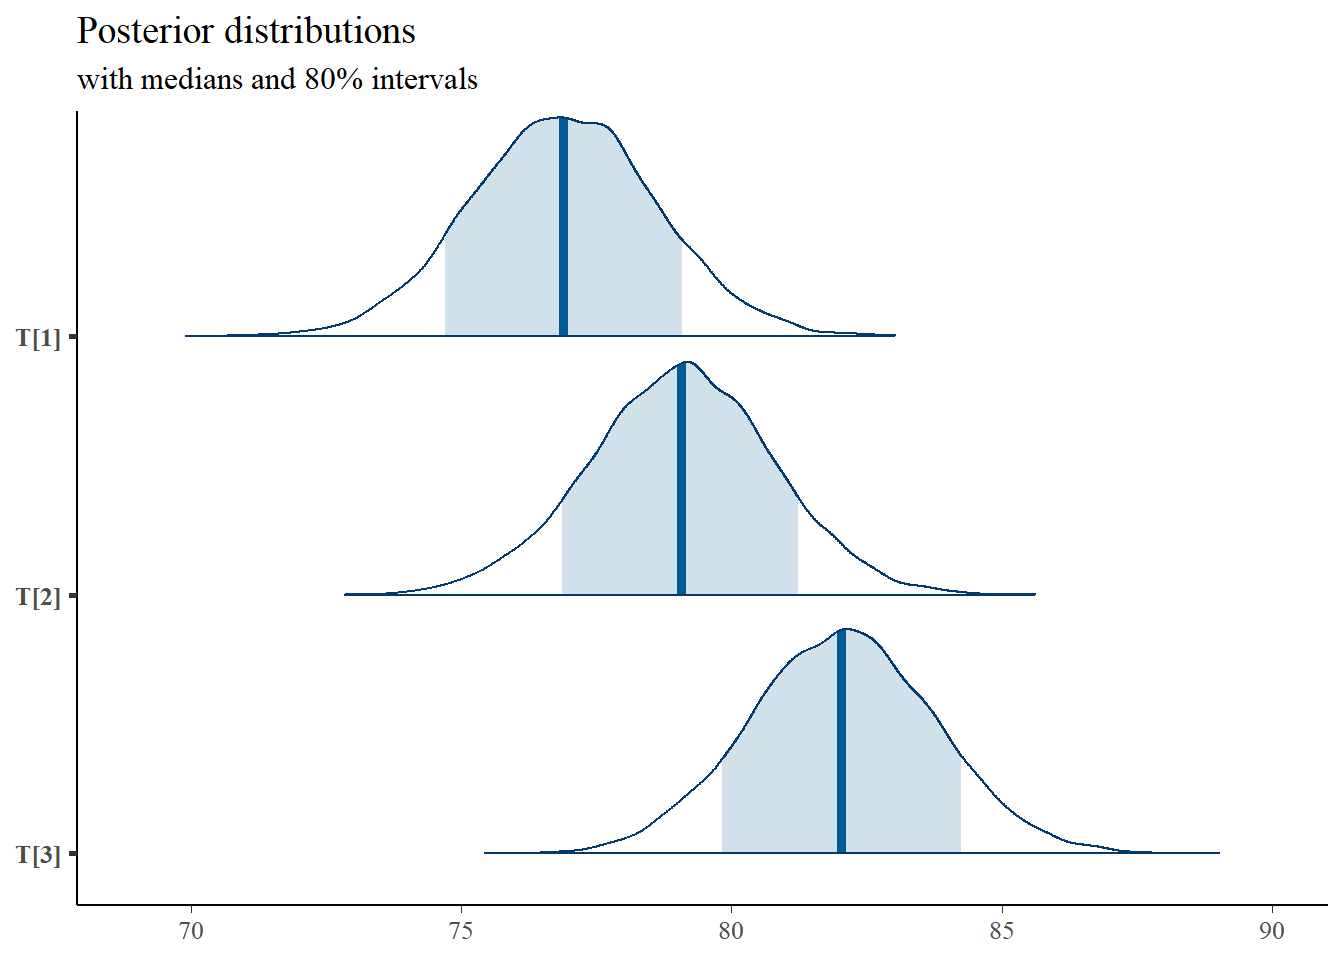 Posterior distributions
with medians and 80% intervals
T[1]
T[2]
T[3]
70 75 80 85 90